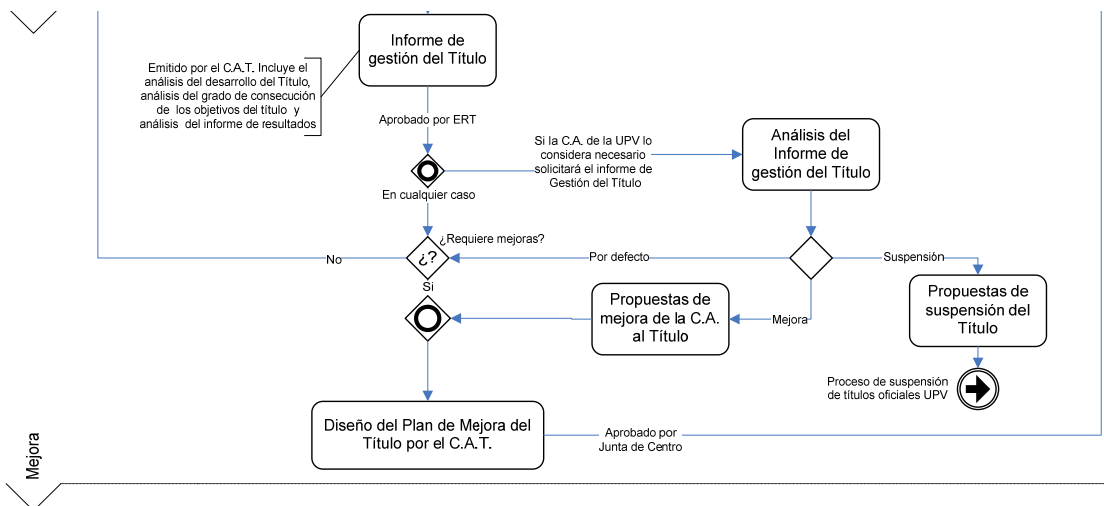 Informe de
gestión del Título
Emitido por el C.A.T. Incluye el
análisis del desarrollo del Título,
análisis del grado de consecución
de los objetivos del título y
análisis del informe de resultados
Aprobado por ERT
Si la C.A. de la UPV lo
considera necesario
solicitará el informe de
Gestión del Título
Análisis del
Informe de
gestión del Título
En cualquier caso
¿Requiere mejoras?
¿?
No
Por defecto
Suspensión
Si
Propuestas de
mejora de la C.A.
al Título
Mejora
Propuestas de
suspensión del
Título
Proceso de suspensión
de títulos oficiales UPV
Diseño del Plan de Mejora del
Título por el C.A.T.
Aprobado por
Junta de Centro
Mejora